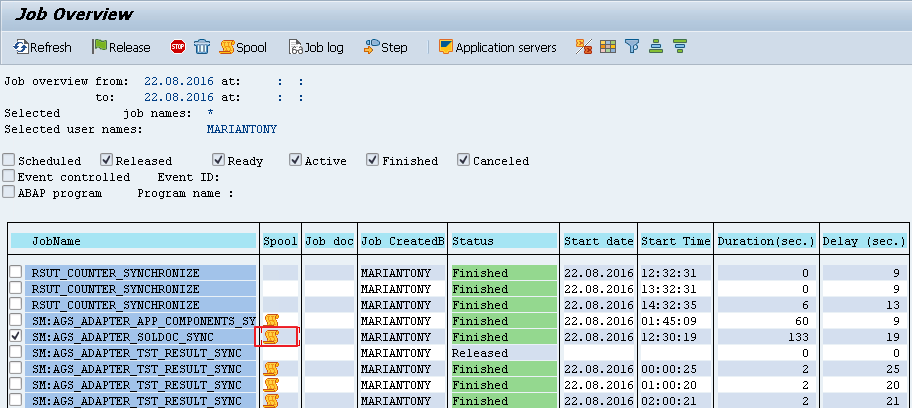 Job Overview
Refresh Release Spool Job log Step Application servers
Job overview from: 22.08.2016 at: : :
to: 22.08.2016 at: : :
Selected job names: *
Selected user names: MARIANTONY
Scheduled Released Ready Active Finished Canceled
Event controlled Event ID:
ABAP program Program name :
JobName Spool Job doc Job CreatedB Status Start date Start Time Duration(sec.) Delay (sec.)
RSUT_COUNTER_SYNCHRONIZE MARIANTONY Finished 22.08.2016 12:32:31 0 9
RSUT_COUNTER_SYNCHRONIZE MARIANTONY Finished 22.08.2016 13:32:31 0 9
RSUT_COUNTER_SYNCHRONIZE MARIANTONY Finished 22.08.2016 14:32:35 6 13
SM:AGS_ADAPTER_APP_COMPONENTS_SY MARIANTONY Finished 22.08.2016 01:45:09 60 9
SM:AGS_ADAPTER_SOLDOC_SYNC MARIANTONY Finished 22.08.2016 12:30:19 133 19
SM:AGS_ADAPTER_TST_RESULT_SYNC MARIANTONY Released 0 0
SM:AGS_ADAPTER_TST_RESULT_SYNC MARIANTONY Finished 22.08.2016 00:00:25 2 25
SM:AGS_ADAPTER_TST_RESULT_SYNC MARIANTONY Finished 22.08.2016 01:00:20 2 20
SM:AGS_ADAPTER_TST_RESULT_SYNC MARIANTONY Finished 22.08.2016 02:00:21 2 21